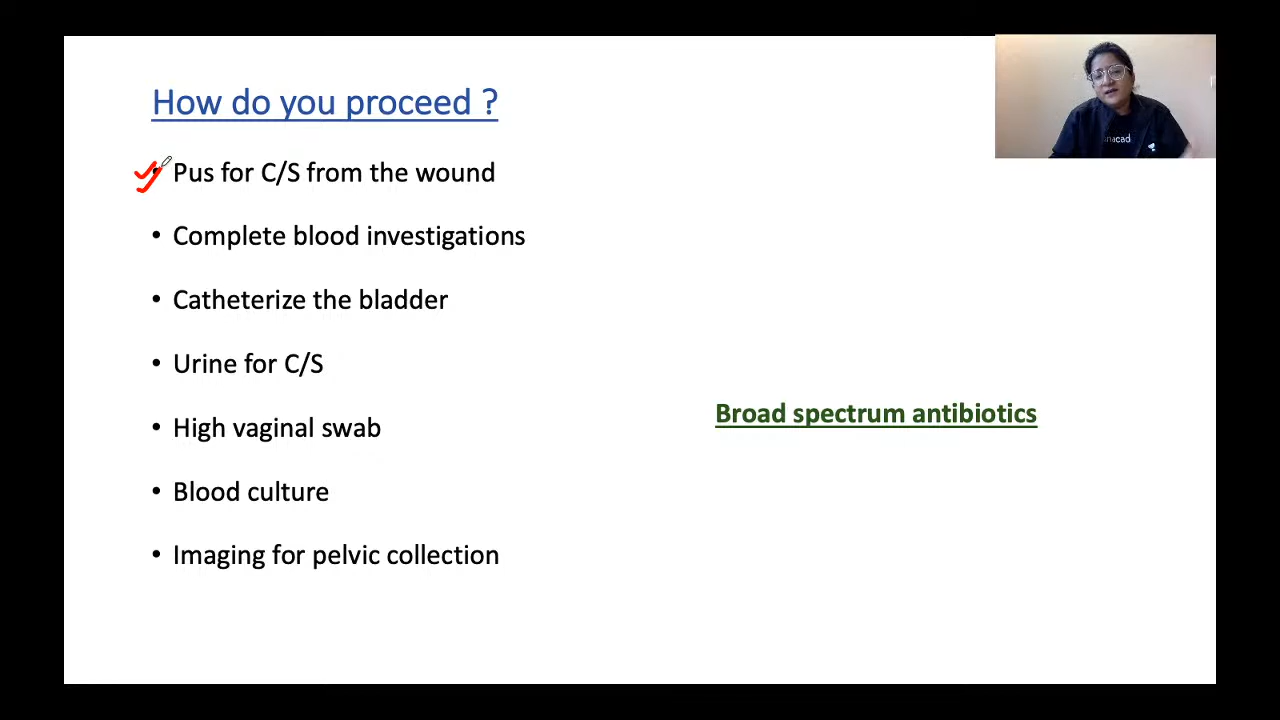 How do you proceed ?
Pus for C/S from the wound
• Complete blood investigations
• Catheterize the bladder
• Urine for C/S
• High vaginal swab
• Blood culture
• Imaging for pelvic collection
Broad spectrum antibiotics